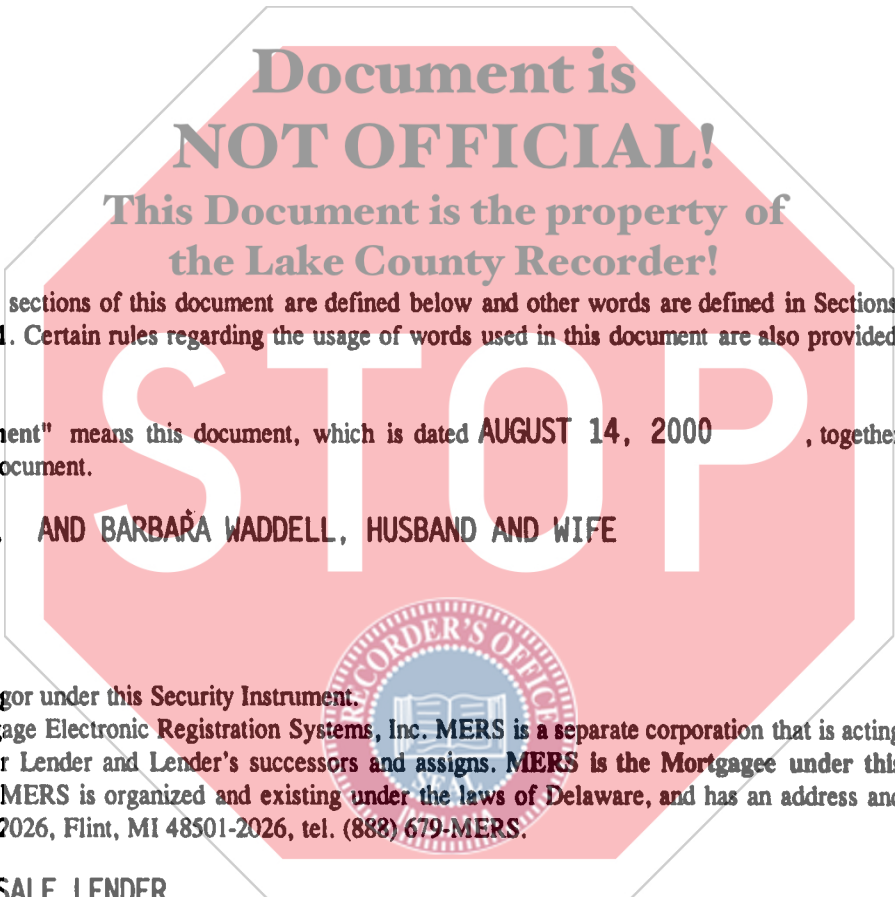 Document is
NOT OFFICIAL!
This Document is the property of
the Lake County Recorder!
sections of this document are defined below and other words are defined in Sections
1. Certain rules regarding the usage of words used in this document are also provided
STOP
ent" means this document, which is dated AUGUST 14, 2000 , together
ocument.
AND BARBARA WADDELL, HUSBAND AND WIFE
RECORDER'S OFFICE
gor under this Security Instrument.
gage Electronic Registration Systems, Inc. MERS is a separate corporation that is acting
r Lender and Lender's successors and assigns. MERS is the Mortgagee under this
MERS is organized and existing under the laws of Delaware, and has an address and
2026, Flint, MI 48501-2026, tel. (888) 679-MERS.
SEAL
SALE LENDER